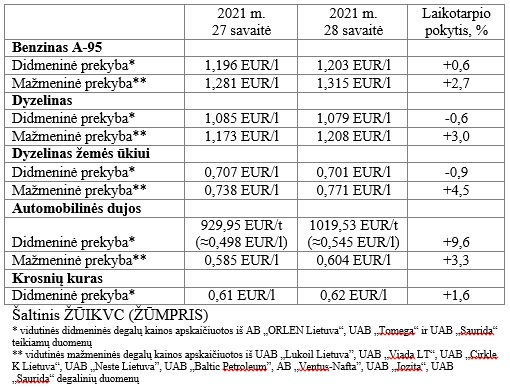 2021 m. 27 savaitė 2021 m. 28 savaitė Laikotarpio pokytis, %
Benzinas A-95
Didmeninė prekyba* 1,196 EUR/l 1,203 EUR/l +0,6
Mažmeninė prekyba** 1,281 EUR/l 1,315 EUR/l +2,7
Dyzelinas
Didmeninė prekyba* 1,085 EUR/l 1,079 EUR/l -0,6
Mažmeninė prekyba** 1,173 EUR/l 1,208 EUR/l +3,0
Dyzelinas žemės ūkiui
Didmeninė prekyba* 0,707 EUR/l 0,701 EUR/l -0,9
Mažmeninė prekyba** 0,738 EUR/l 0,771 EUR/l +4,5
Automobilinės dujos
Didmeninė prekyba* 929,95 EUR/t (≈0,498 EUR/l) 1019,53 EUR/t (≈0,545 EUR/l) +9,6
Mažmeninė prekyba** 0,585 EUR/l 0,604 EUR/l +3,3
Krosnių kuras
Didmeninė prekyba* 0,61 EUR/l 0,62 EUR/l +1,6
Šaltinis ŽŪIKVC (ŽŪMPRIS)
* vidutinės didmeninės degalų kainos apskaičiuotos iš AB „ORLEN Lietuva“, UAB „Tomega“ ir UAB „Saurida“
teikiamų duomenų
** vidutinės mažmeninės degalų kainos apskaičiuotos iš UAB „Lukoil Lietuva”, UAB „Viada LT“, UAB „Cirkle
K Lietuva“, UAB „Neste Lietuva”, UAB „Baltic Petroleum”, AB „Ventus-Nafta”, UAB „Jozita“, UAB
„Saurida“ degalinių duomenų